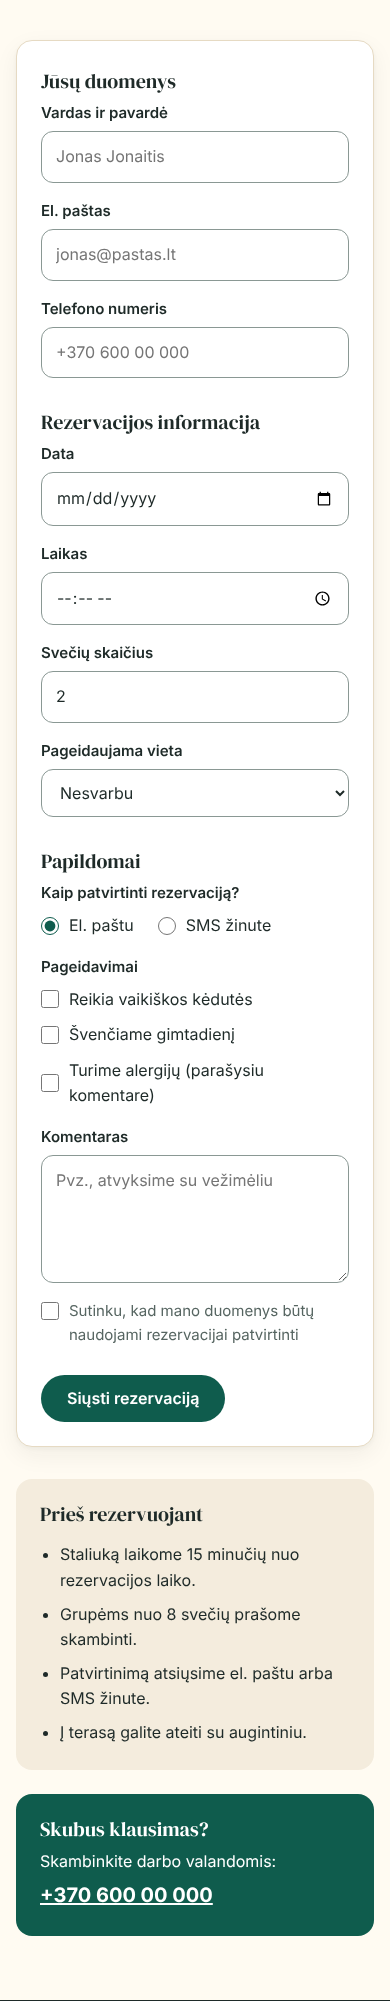 Jūsų duomenys
Vardas ir pavardė
Jonas Jonaitis
El. paštas
jonas@pastas.lt
Telefono numeris
+370 600 00 000
Rezervacijos informacija
Data
mm/dd/yyyy
Laikas
--:-- --
Svečių skaičius
2
Pageidaujama vieta
Nesvarbu
Papildomai
Kaip patvirtinti rezervaciją?
El. paštu SMS žinute
Pageidavimai
Reikia vaikiškos kėdutės
Švenčiame gimtadienį
Turime alergijų (parašysiu
komentare)
Komentaras
Pvz., atvyksime su vežimėliu
Sutinku, kad mano duomenys būtų
naudojami rezervacijai patvirtinti
Siųsti rezervaciją
Prieš rezervuojant
• Staliuką laikome 15 minučių nuo
rezervacijos laiko.
• Grupėms nuo 8 svečių prašome
skambinti.
• Patvirtinimą atsiųsime el. paštu arba
SMS žinute.
• Į terasą galite ateiti su augintiniu.
Skubus klausimas?
Skambinkite darbo valandomis:
+370 600 00 000